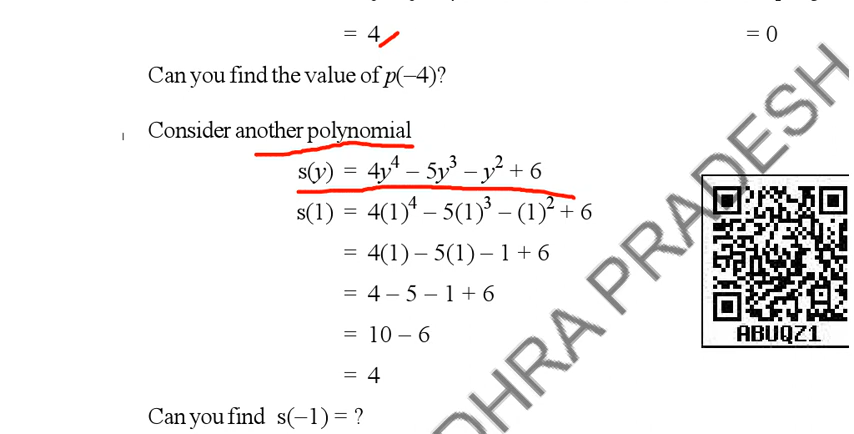 = 4
= 0
Can you find the value of p(–4)?
Consider another polynomial
s(y) = 4y⁴ – 5y³ – y² + 6
s(1) = 4(1)⁴ – 5(1)³ – (1)² + 6
= 4(1) – 5(1) – 1 + 6
= 4 – 5 – 1 + 6
= 10 – 6
= 4
Can you find s(–1) = ?
DHRA PRADESH
ABUQZ1